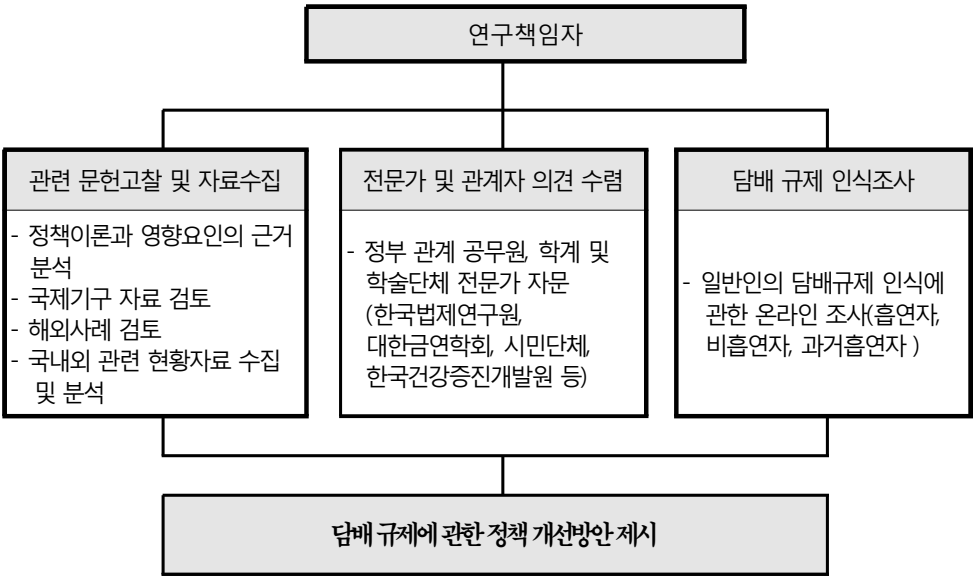 연구책임자
관련 문헌고찰 및 자료수집
- 정책이론과 영향요인의 근거
분석
- 국제기구 자료 검토
- 해외사례 검토
- 국내외 관련 현황자료 수집
및 분석
전문가 및 관계자 의견 수렴
- 정부 관계 공무원, 학계 및
학술단체 전문가 자문
(한국법제연구원,
대한금연학회, 시민단체,
한국건강증진개발원 등)
담배 규제 인식조사
- 일반인의 담배규제 인식에
관한 온라인 조사(흡연자,
비흡연자, 과거흡연자 )
담배 규제에 관한 정책 개선방안 제시